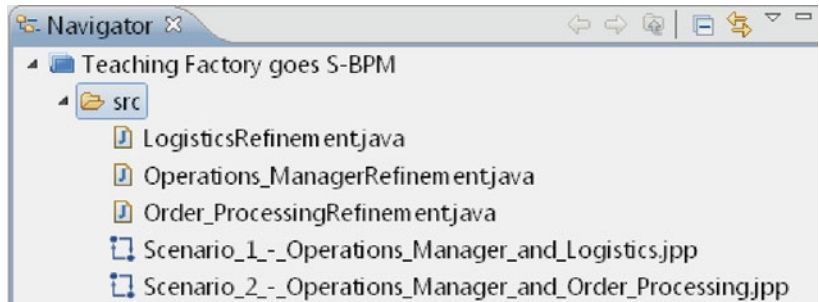 Navigator
Teaching Factory goes S-BPM
src
LogisticsRefinement.java
Operations_ManagerRefinement.java
Order_ProcessingRefinement.java
Scenario_1_-_Operations_Manager_and_Logistics.jpp
Scenario_2_-_Operations_Manager_and_Order_Processing.jpp